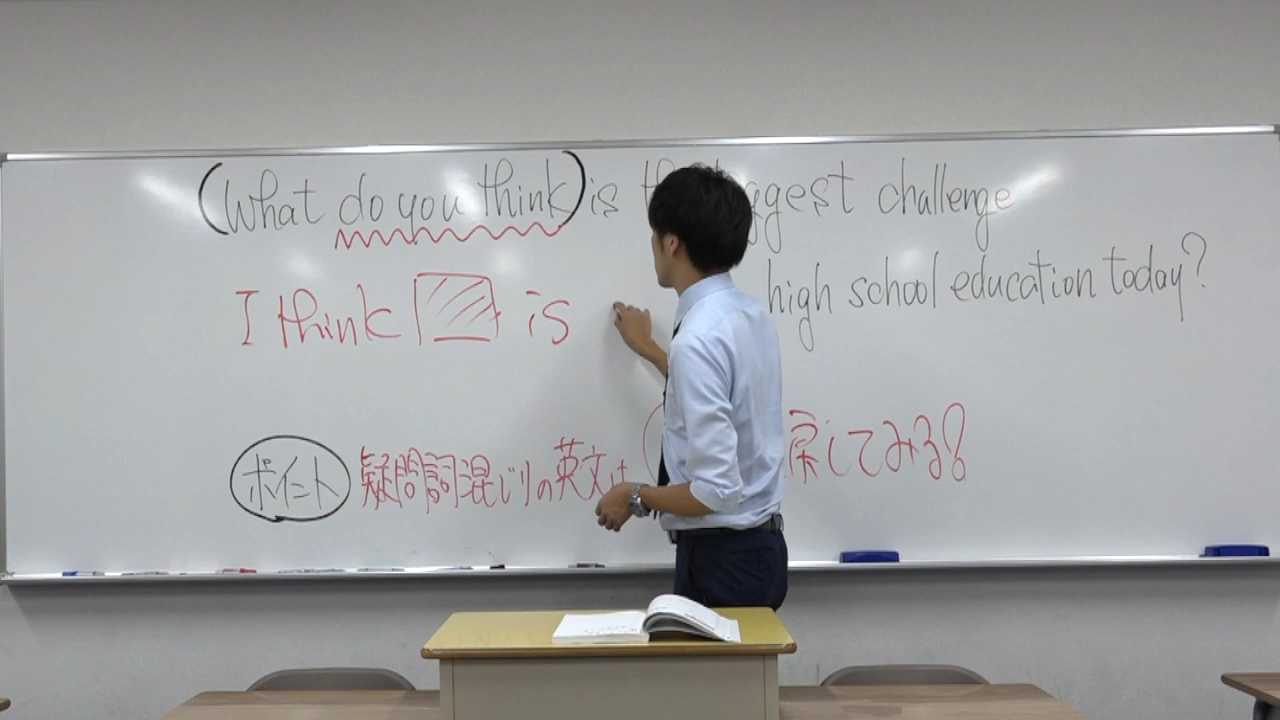 (What do you think) is challenge
high school education today?
I think is
ポイント 疑問詞混じりの英文は 戻してみる!